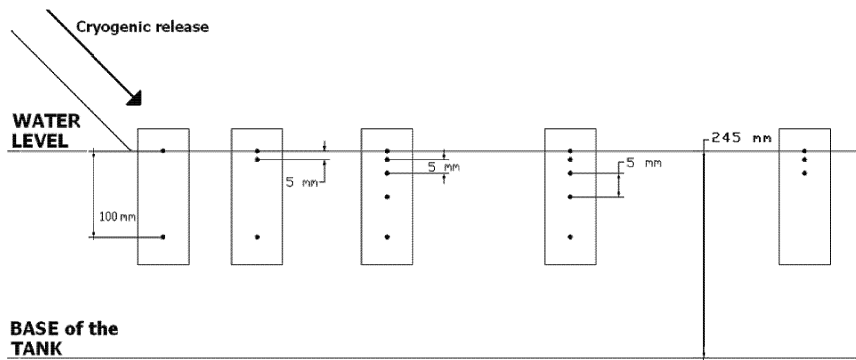 Cryogenic release
WATER
LEVEL
245 mm
5 mm
5 mm
5 mm
100 mm
BASE of the
TANK